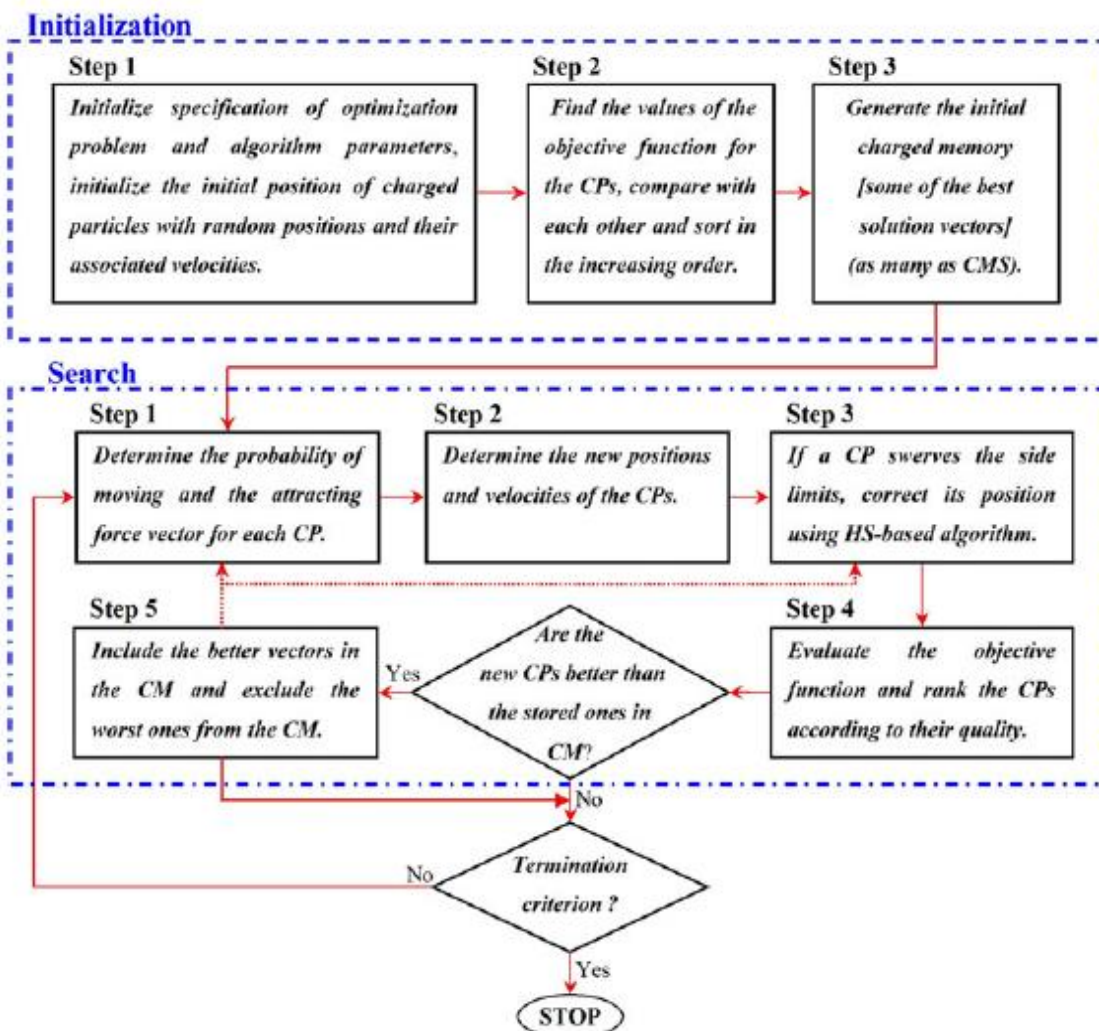 Initialization
Step 1
Initialize specification of optimization
problem and algorithm parameters,
initialize the initial position of charged
particles with random positions and their
associated velocities.
Step 2
Find the values of the
objective function for
the CPs, compare with
each other and sort in
the increasing order.
Step 3
Generate the initial
charged memory
[some of the best
solution vectors]
(as many as CMS).
Search
Step 1
Determine the probability of
moving and the attracting
force vector for each CP.
Step 2
Determine the new positions
and velocities of the CPs.
Step 3
If a CP swerves the side
limits, correct its position
using HS-based algorithm.
Step 4
Evaluate the objective
function and rank the CPs
according to their quality.
Are the
new CPs better than
the stored ones in
CM?
Yes
No
Step 5
Include the better vectors in
the CM and exclude the
worst ones from the CM.
Termination
criterion ?
No
Yes
STOP